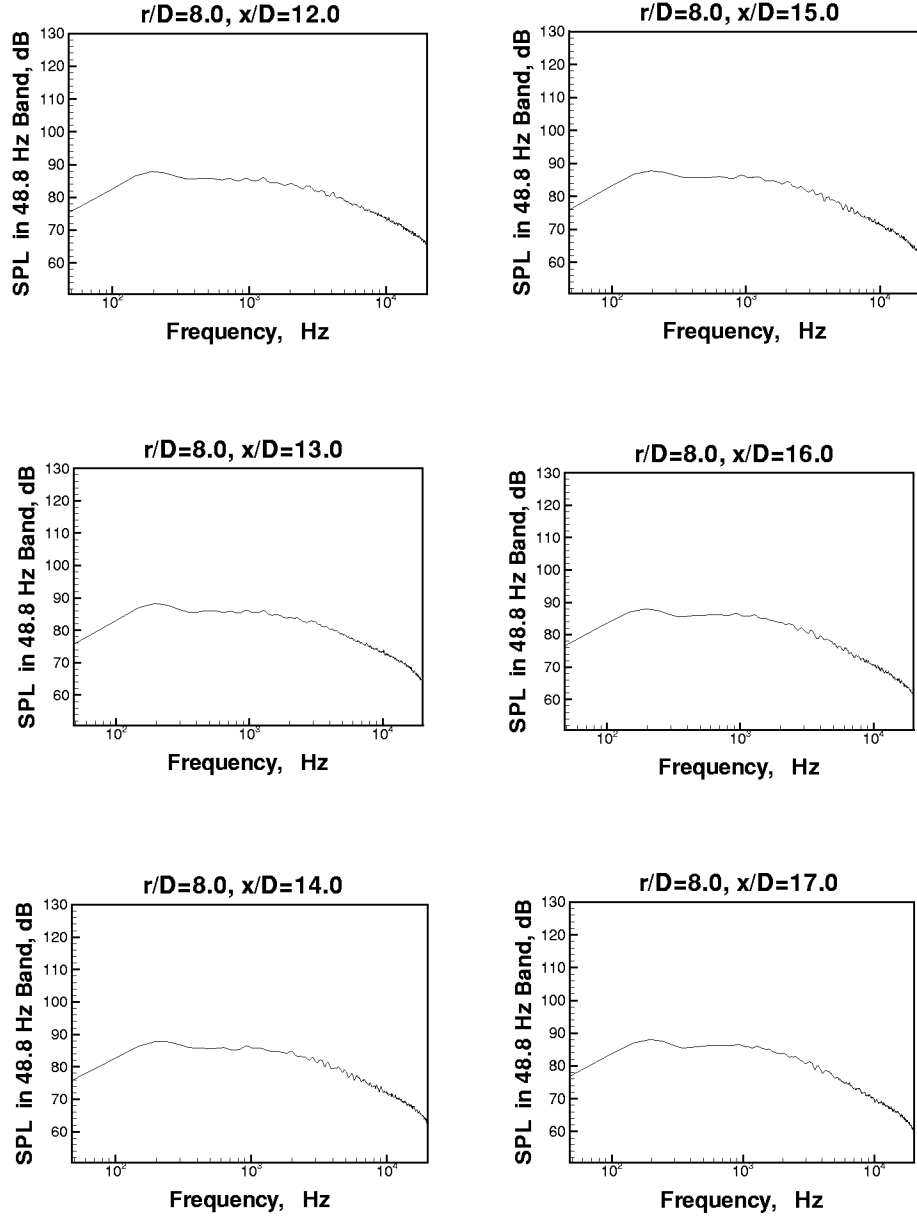 r/D=8.0, x/D=12.0
SPL in 48.8 Hz Band, dB
130
120
110
100
90
80
70
60
10² 10³ 10⁴
Frequency, Hz
r/D=8.0, x/D=15.0
SPL in 48.8 Hz Band, dB
130
120
110
100
90
80
70
60
10² 10³ 10⁴
Frequency, Hz
r/D=8.0, x/D=13.0
SPL in 48.8 Hz Band, dB
130
120
110
100
90
80
70
60
10² 10³ 10⁴
Frequency, Hz
r/D=8.0, x/D=16.0
SPL in 48.8 Hz Band, dB
130
120
110
100
90
80
70
60
10² 10³ 10⁴
Frequency, Hz
r/D=8.0, x/D=14.0
SPL in 48.8 Hz Band, dB
130
120
110
100
90
80
70
60
10² 10³ 10⁴
Frequency, Hz
r/D=8.0, x/D=17.0
SPL in 48.8 Hz Band, dB
130
120
110
100
90
80
70
60
10² 10³ 10⁴
Frequency, Hz